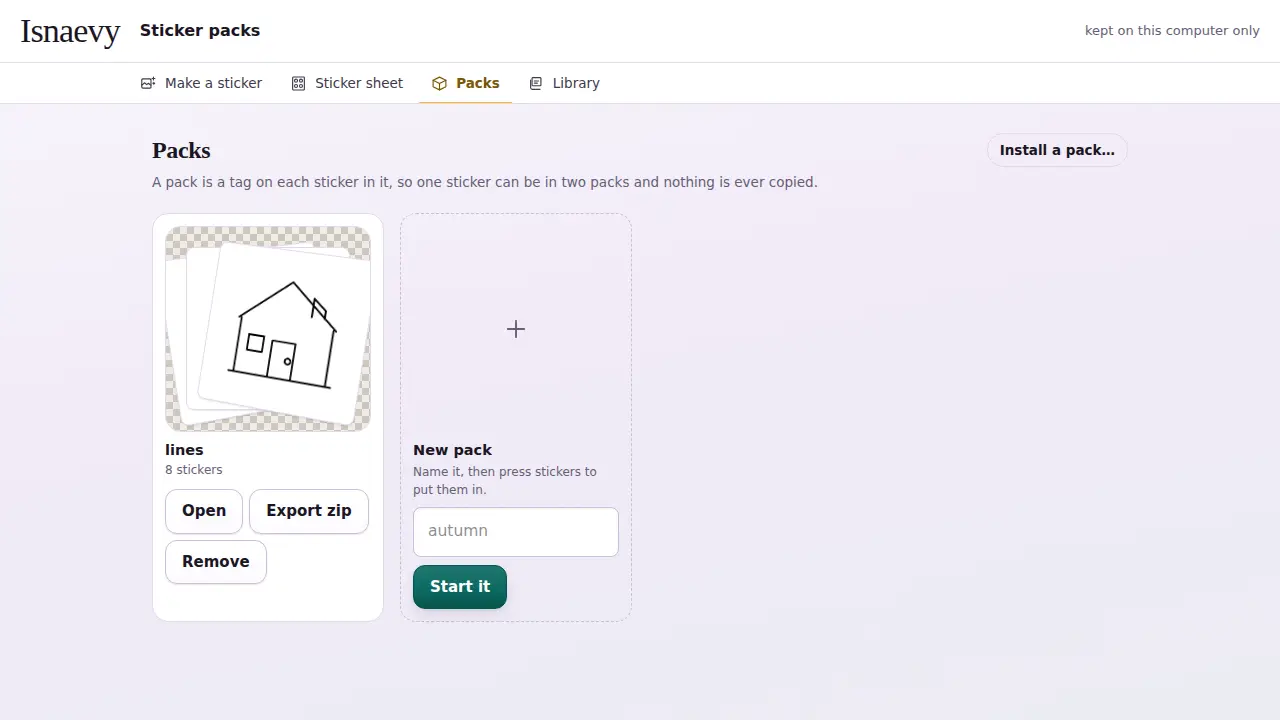 Isnaevy
Sticker packs
kept on this computer only
Make a sticker
Sticker sheet
Packs
Library
Packs
Install a pack...
A pack is a tag on each sticker in it, so one sticker can be in two packs and nothing is ever copied.
lines
8 stickers
Open
Export zip
Remove
New pack
Name it, then press stickers to
put them in.
autumn
Start it